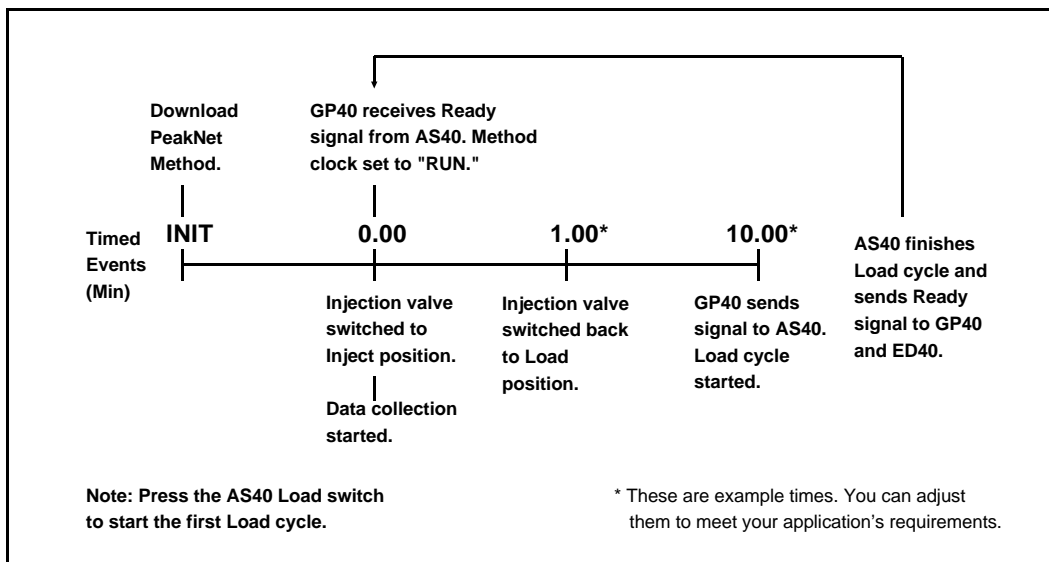 Download
PeakNet
Method.
GP40 receives Ready
signal from AS40. Method
clock set to "RUN."
Timed
Events
(Min)
INIT
0.00
1.00*
10.00*
Injection valve
switched to
Inject position.
Data collection
started.
Injection valve
switched back
to Load
position.
GP40 sends
signal to AS40.
Load cycle
started.
AS40 finishes
Load cycle and
sends Ready
signal to GP40
and ED40.
Note: Press the AS40 Load switch
to start the first Load cycle.
* These are example times. You can adjust
them to meet your application’s requirements.